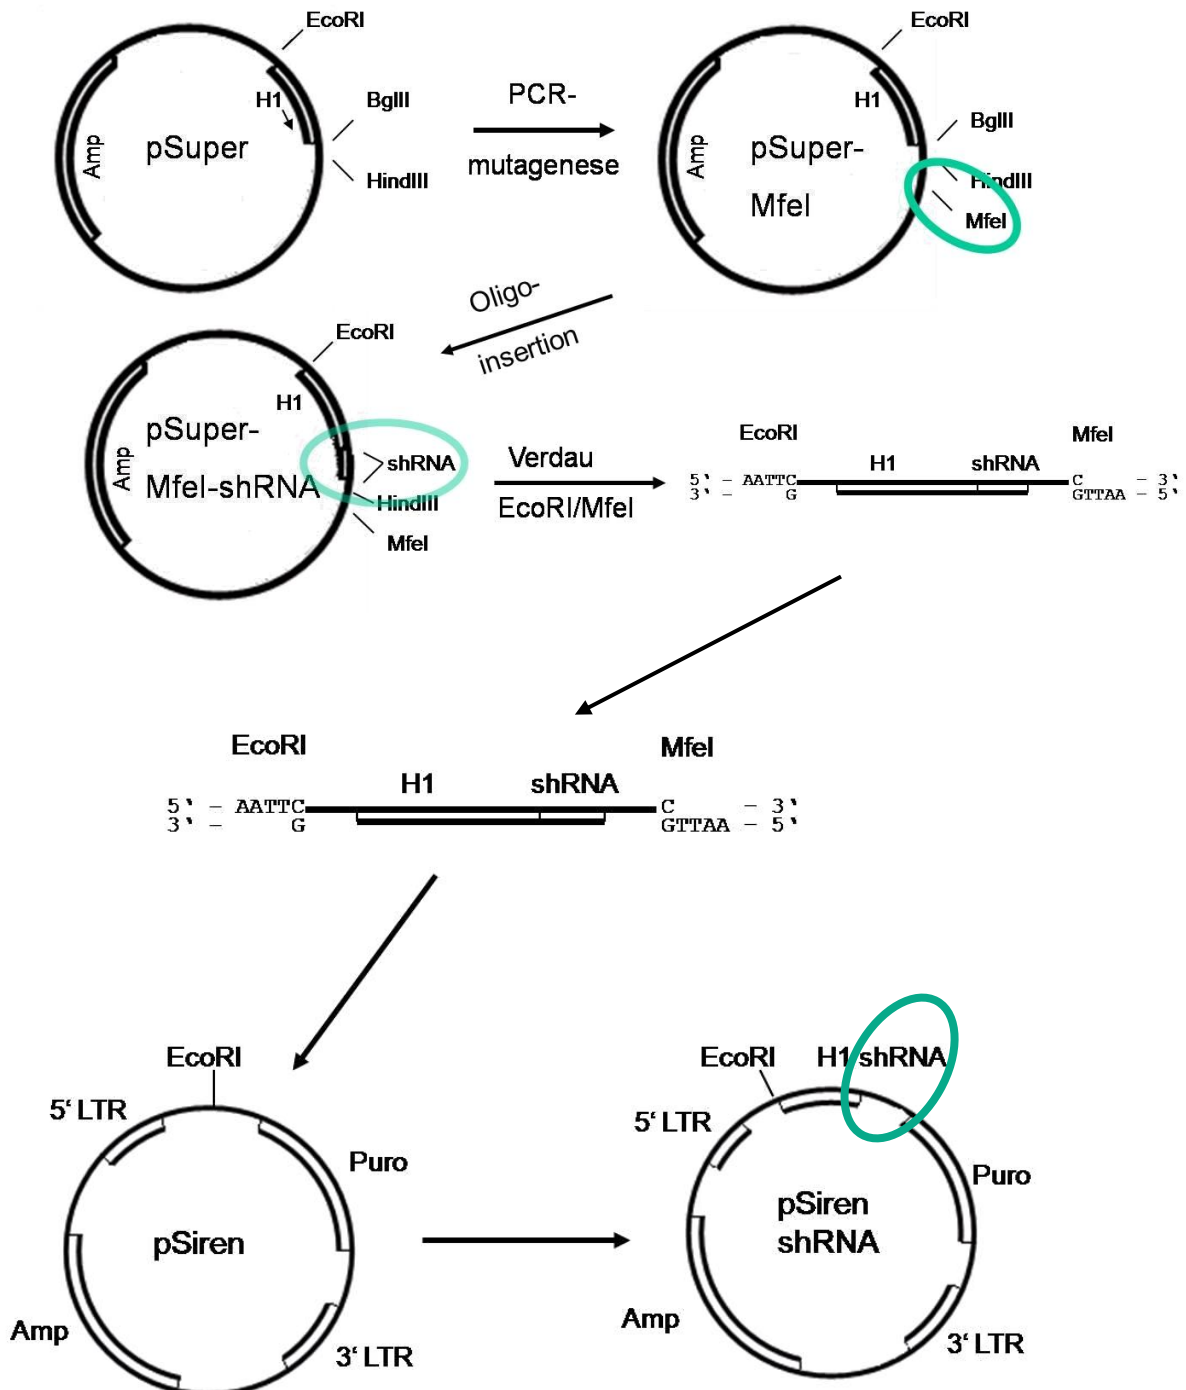 EcoRI
H1
BglII
Amp
pSuper
HindIII
PCR-
mutagenese
EcoRI
H1
BglII
Amp
pSuper-
MfeI
HindIII
MfeI
Oligo-
insertion
EcoRI
H1
pSuper-
Amp
MfeI-shRNA
shRNA
HindIII
MfeI
Verdau
EcoRI/MfeI
EcoRI MfeI
H1 shRNA
5‘ – AATTC C – 3‘
3‘ – G GTTAA – 5‘
EcoRI MfeI
H1 shRNA
5‘ – AATTC C – 3‘
3‘ – G GTTAA – 5‘
EcoRI
5‘ LTR
Puro
pSiren
Amp
3‘ LTR
EcoRI H1 shRNA
5‘ LTR
Puro
pSiren
shRNA
Amp
3‘ LTR